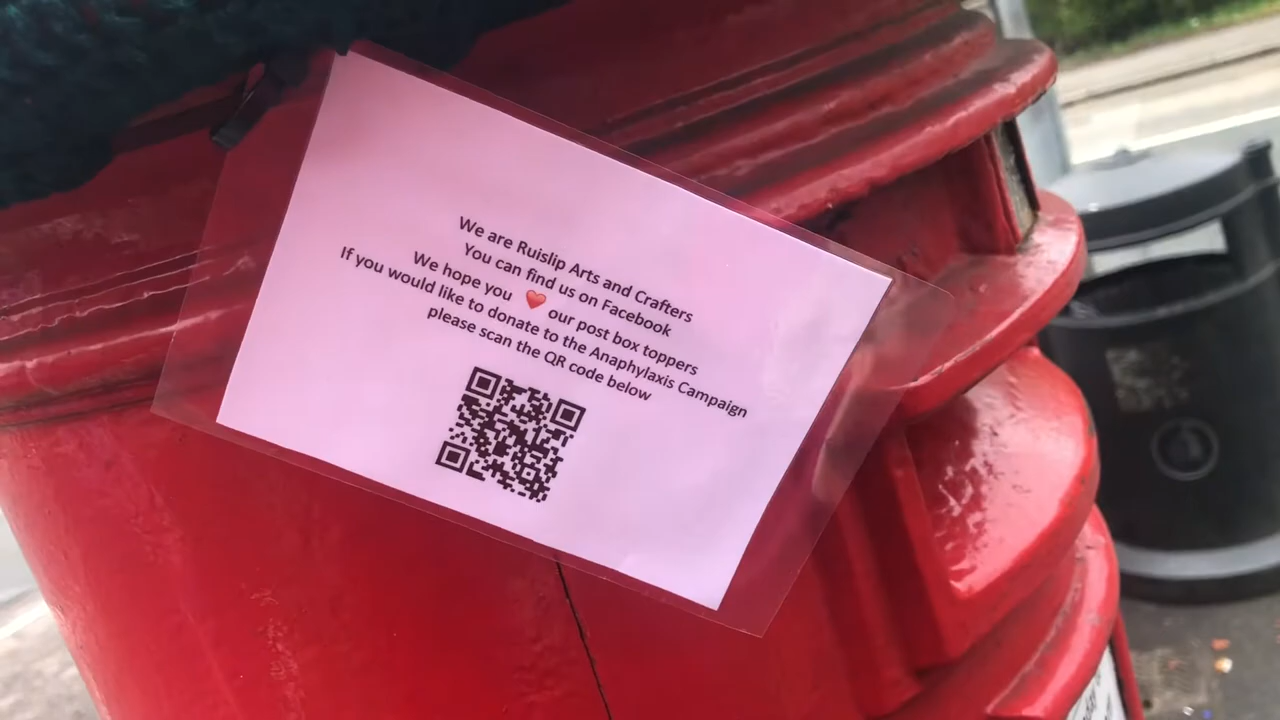 We are Ruislip Arts and Crafters
You can find us on Facebook
We hope you ❤️ our post box toppers
If you would like to donate to the Anaphylaxis Campaign
please scan the QR code below